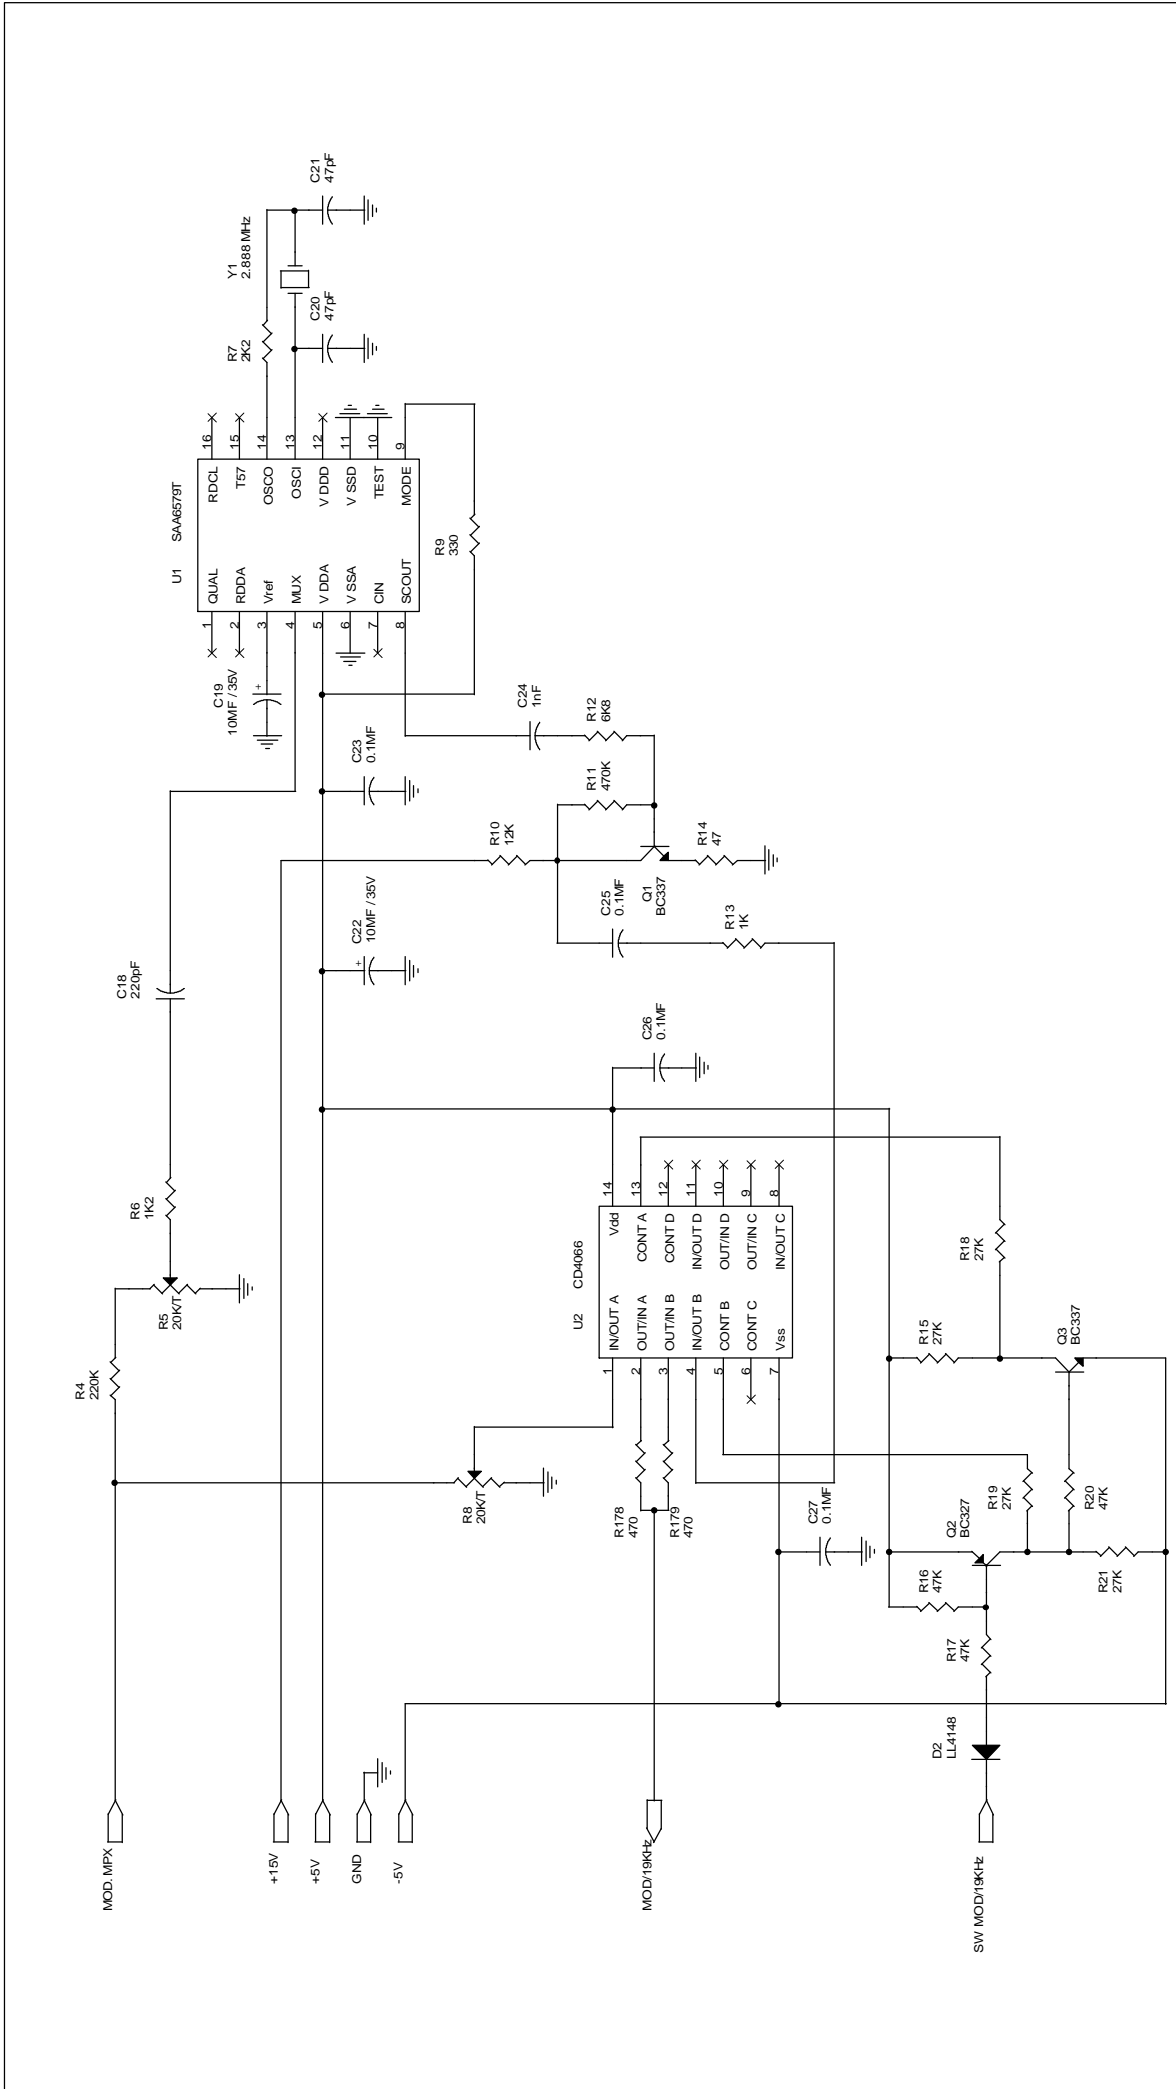 MOD. MPX
+15V
+5V
GND
-5V
MOD/19KHz
SW MOD/19KHz
R4
220K
R5
20K/T
R6
1K2
C18
220pF
R8
20K/T
C22
10MF / 35V
+
C23
0.1MF
C19
10MF / 35V
+
U1
SAA6579T
1
QUAL
2
RDDA
3
Vref
4
MUX
5
V DDA
6
V SSA
7
CIN
8
SCOUT
16
RDCL
15
T57
14
OSCO
13
OSCI
12
V DDD
11
V SSD
10
TEST
9
MODE
R7
2K2
Y1
2.888 MHz
C20
47pF
C21
47pF
R9
330
C24
1nF
R12
6K8
R11
470K
R10
12K
Q1
BC337
R14
47
C25
0.1MF
R13
1K
C26
0.1MF
U2
CD4066
1
IN/OUT A
2
OUT/IN A
3
OUT/IN B
4
IN/OUT B
5
CONT B
6
CONT C
7
Vss
14
Vdd
13
CONT A
12
CONT D
11
IN/OUT D
10
OUT/IN D
9
OUT/IN C
8
IN/OUT C
R178
470
R179
470
C27
0.1MF
R15
27K
R18
27K
Q3
BC337
R19
27K
R20
47K
Q2
BC327
R16
47K
R21
27K
R17
47K
D2
LL4148